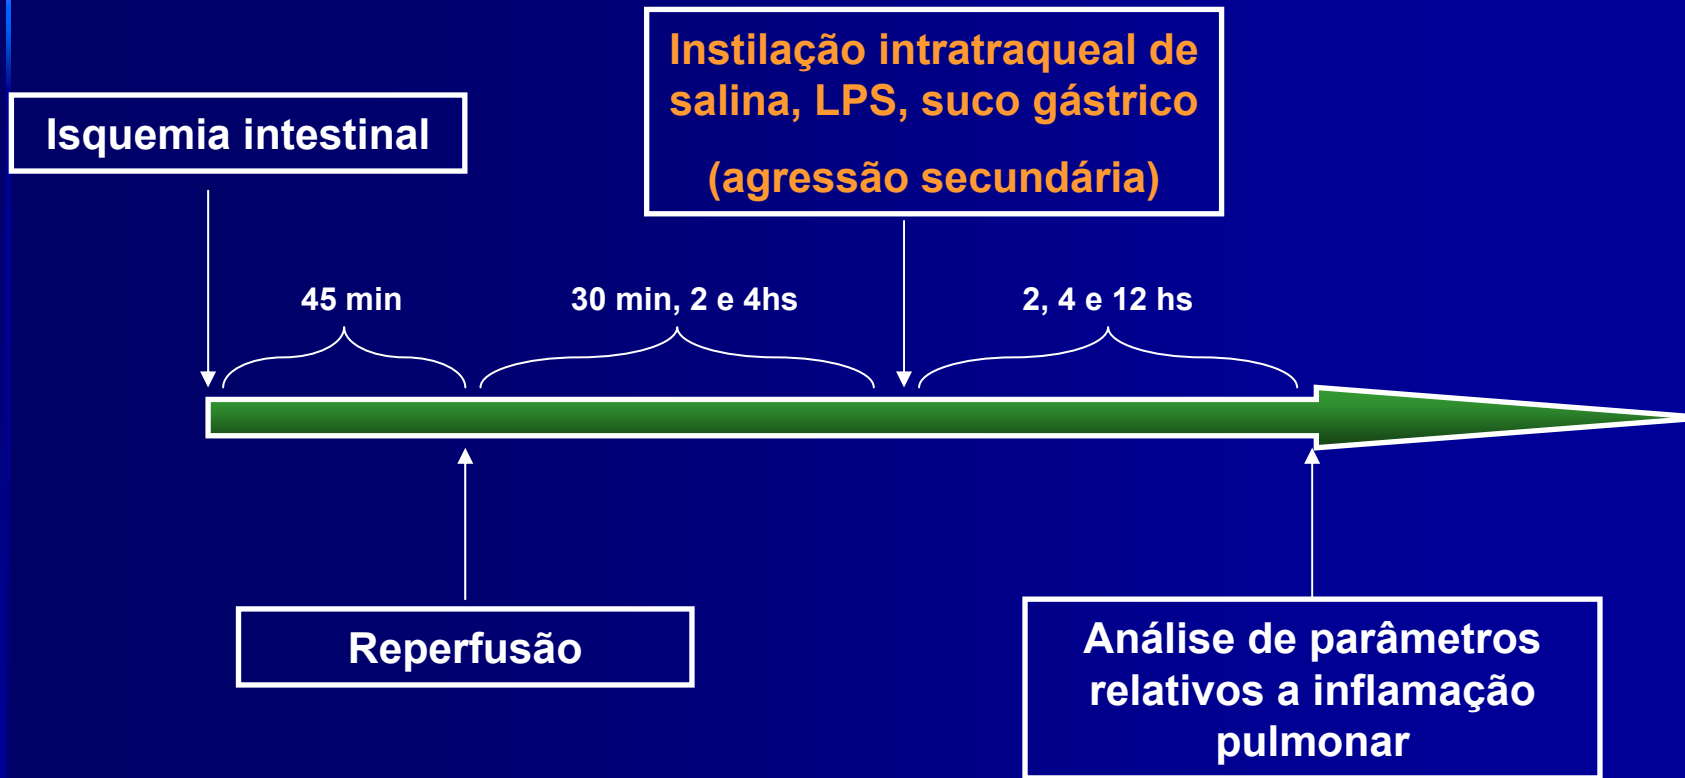 Instilação intratraqueal de
salina, LPS, suco gástrico
(agressão secundária)
Isquemia intestinal
45 min
30 min, 2 e 4hs
2, 4 e 12 hs
Reperfusão
Análise de parâmetros
relativos a inflamação
pulmonar